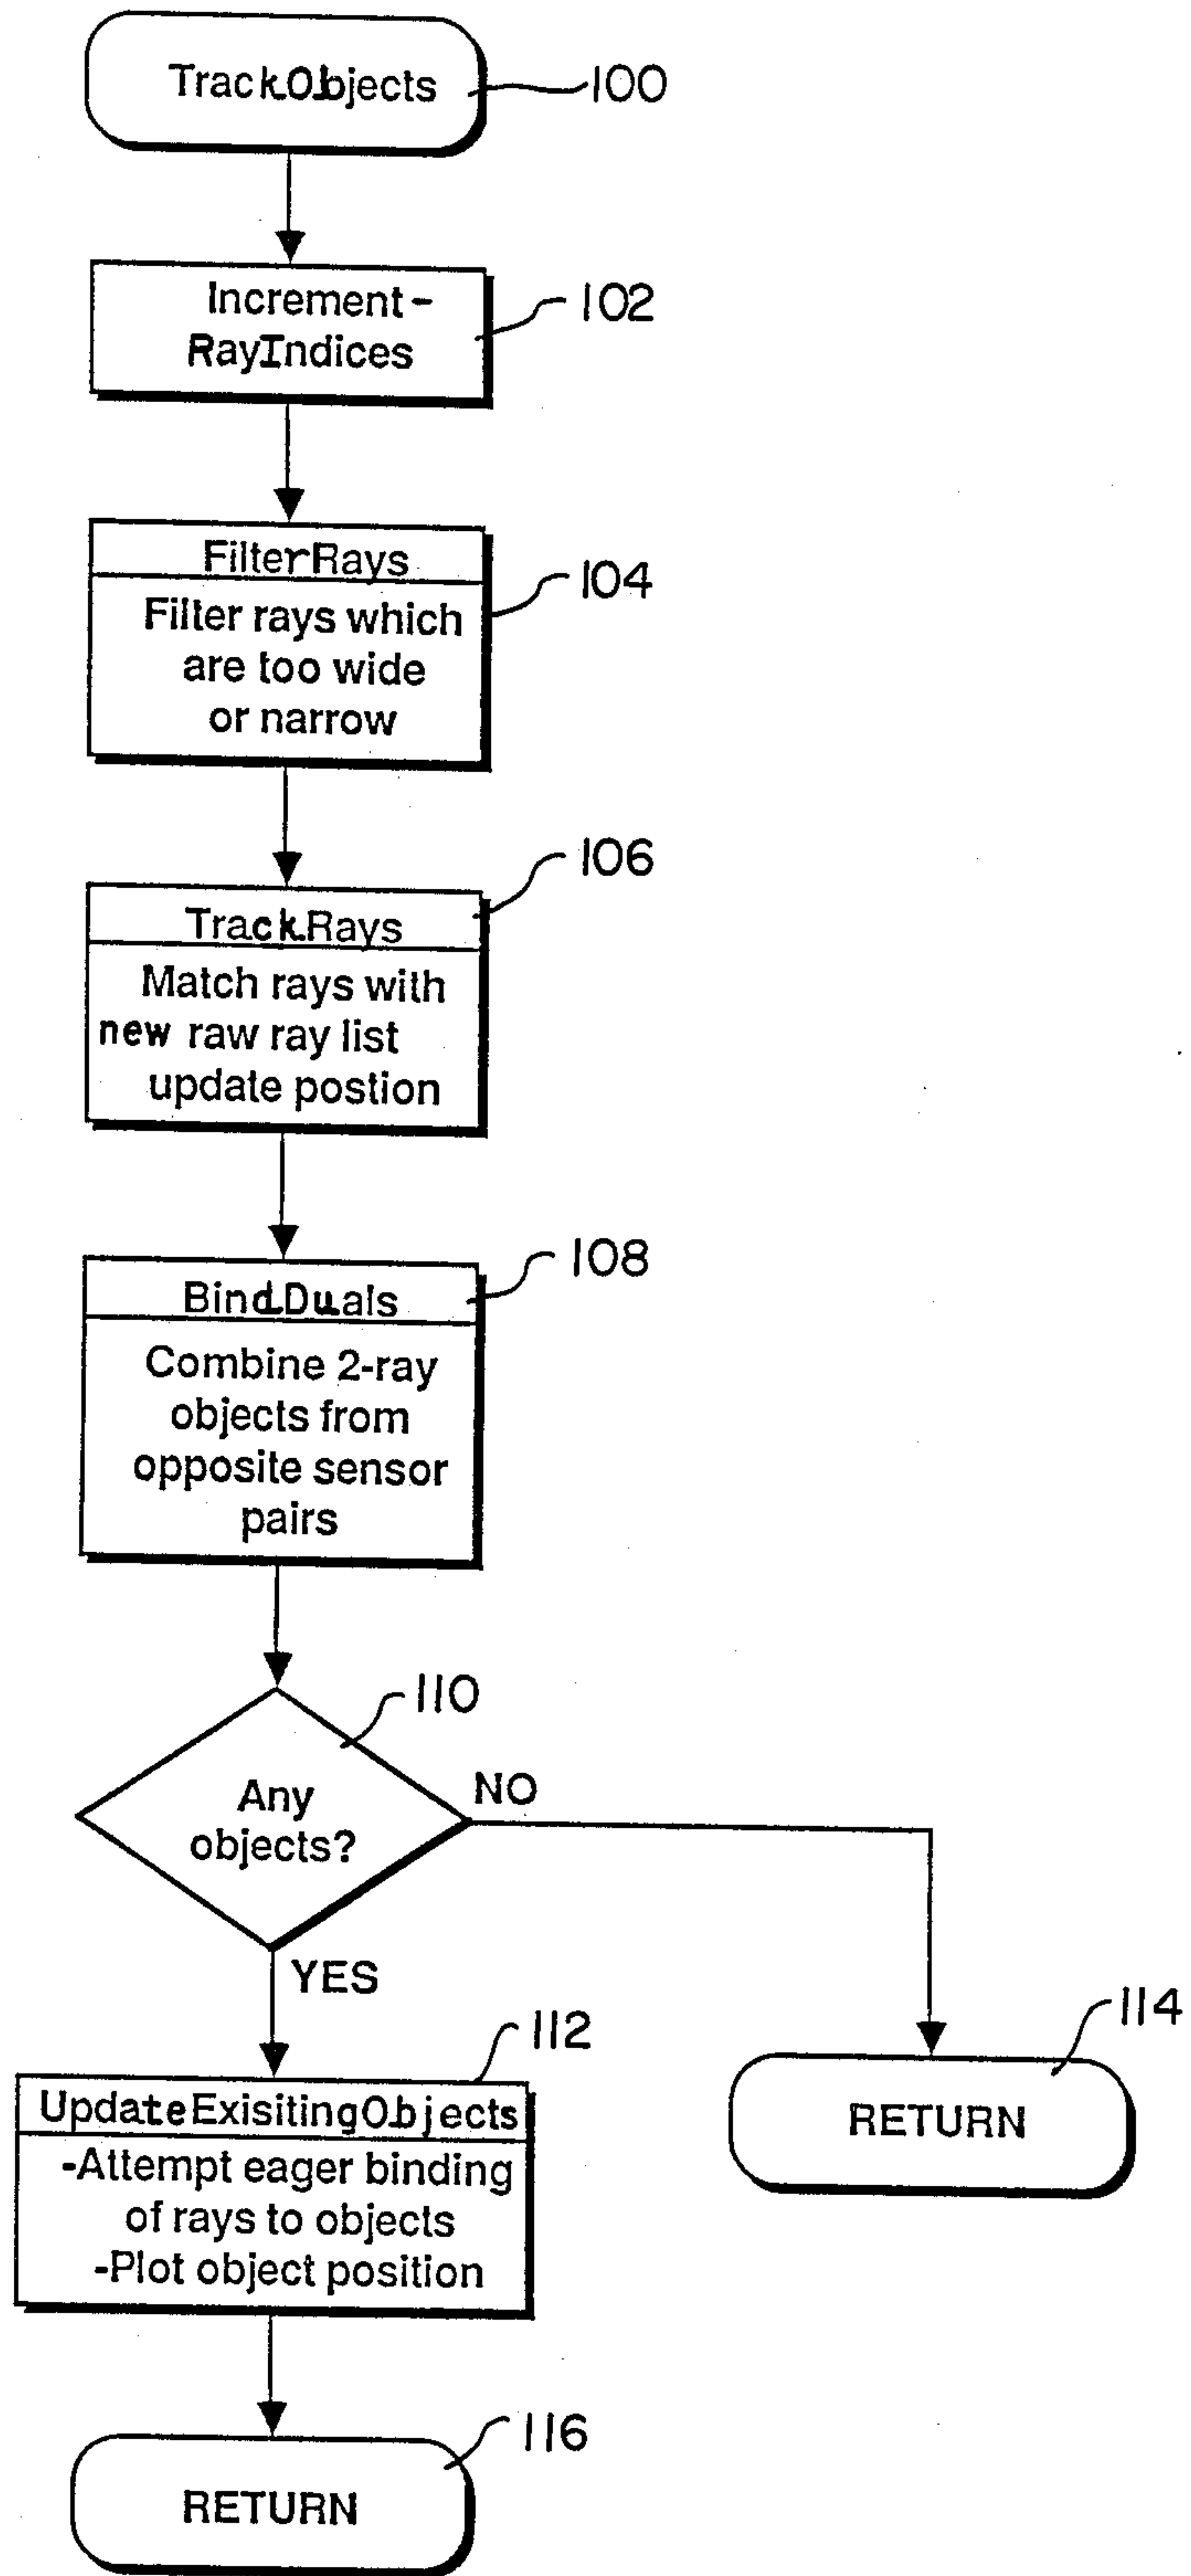 TrackObjects
100
Increment-
RayIndices
102
FilterRays
104
Filter rays which
are too wide
or narrow
106
TrackRays
Match rays with
new raw ray list
update postion
108
BindDuals
Combine 2-ray
objects from
opposite sensor
pairs
110
Any
objects?
NO
YES
112
114
UpdateExisitingObjects
-Attempt eager binding
of rays to objects
-Plot object position
RETURN
116
RETURN